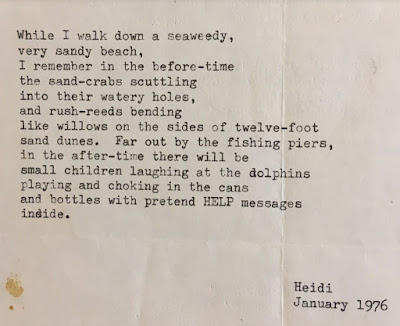 While I walk down a seaweedy,
very sandy beach,
I remember in the before-time
the sand-crabs scuttling
into their watery holes,
and rush-reeds bending
like willows on the sides of twelve-foot
sand dunes.  Far out by the fishing piers,
in the after-time there will be
small children laughing at the dolphins
playing and choking in the cans
and bottles with pretend HELP messages
inside.
Heidi
January 1976